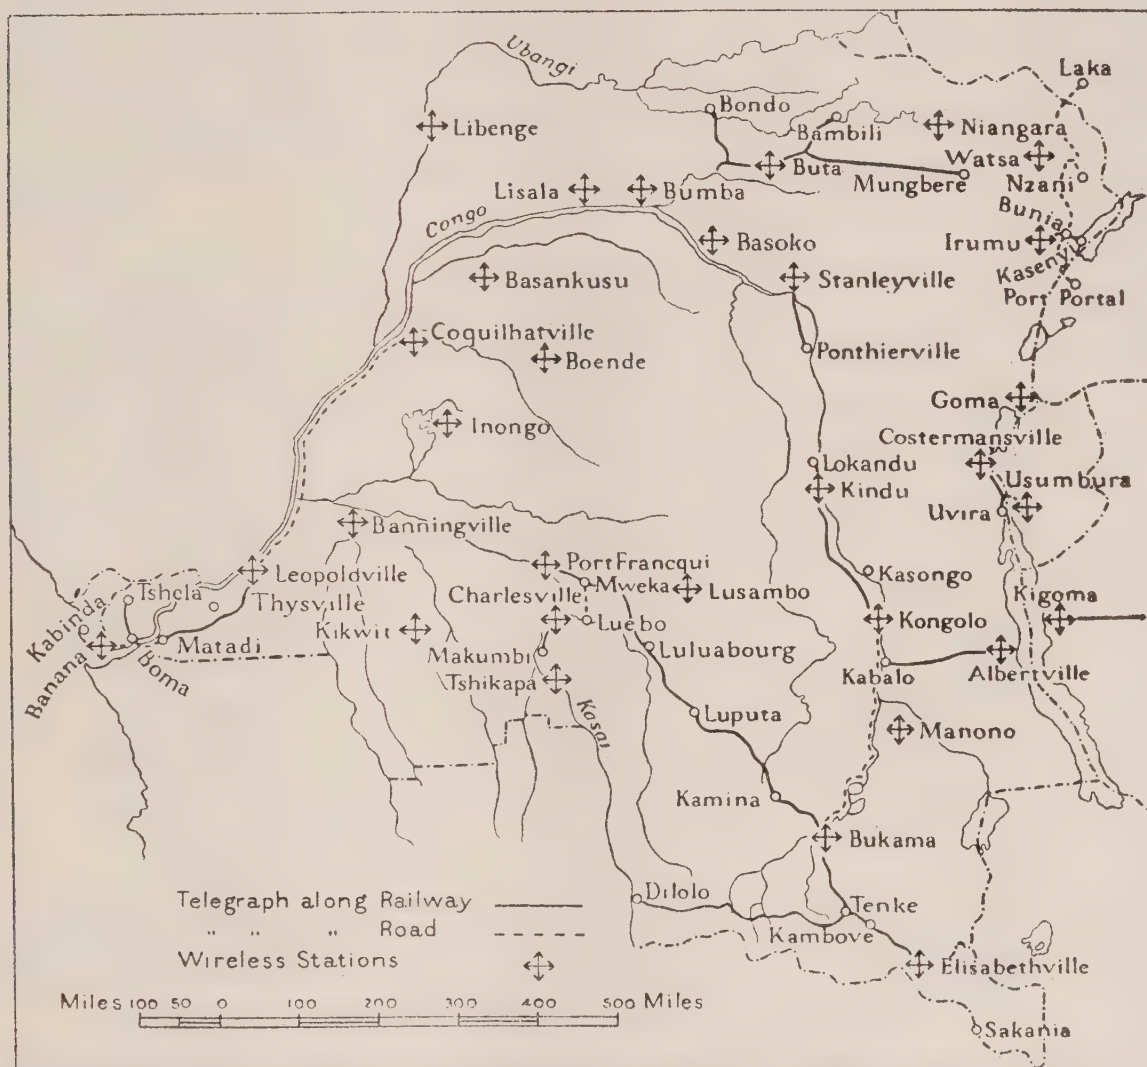 Ubangi
Laka
Bondo
Bambili
Libenge
Niangara
Watsa
Buta
Mungbere
Nzani
Lisala
Bumba
Bunia
Congo
Basoko
Irumu
Kasenyi
Basankusu
Stanleyville
Port Portal
Coquilhatville
Boende
Ponthierville
Goma
Inongo
Costermansville
Lokandu
Usumbura
Kindu
Uvira
Banningville
Port Francqui
Leopoldville
Mweka
Kasongo
Tshela
Charlesville
Lusambo
Kigoma
Kabinda
Thysville
Kikwit
Luebo
Kongolo
Matadi
Banana
Boma
Makumbi
Luluabourg
Kabalo
Albertville
Tshikapa
Kasai
Luputa
Manono
Kamina
Bukama
Dilolo
Tenke
Kambove
Elisabethville
Sakania
Telegraph along Railway
" " " Road
Wireless Stations
Miles 100 50 0 100 200 300 400 500 Miles